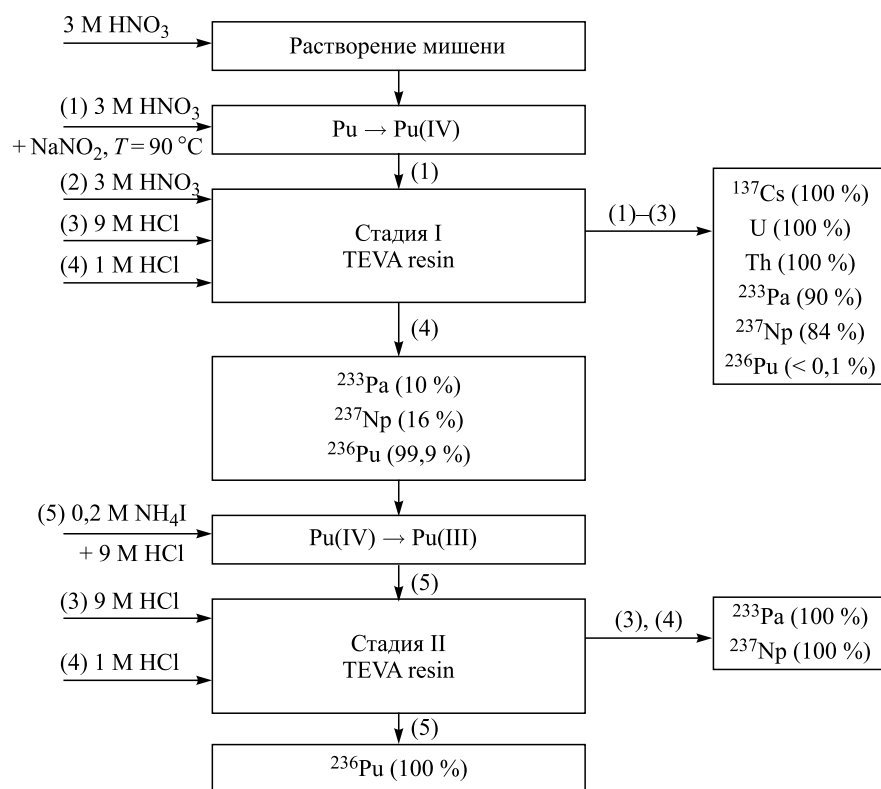 3 M HNO₃
Растворение мишени
(1) 3 M HNO₃
+ NaNO₂, T = 90 °C
Pu → Pu(IV)
(1)
(2) 3 M HNO₃
(3) 9 M HCl
(4) 1 M HCl
Стадия I
TEVA resin
(1)–(3)
¹³⁷Cs (100 %)
U (100 %)
Th (100 %)
²³³Pa (90 %)
²³⁷Np (84 %)
²³⁶Pu (< 0,1 %)
(4)
²³³Pa (10 %)
²³⁷Np (16 %)
²³⁶Pu (99,9 %)
(5) 0,2 M NH₄I
+ 9 M HCl
Pu(IV) → Pu(III)
(5)
(3) 9 M HCl
(4) 1 M HCl
Стадия II
TEVA resin
(3), (4)
²³³Pa (100 %)
²³⁷Np (100 %)
(5)
²³⁶Pu (100 %)